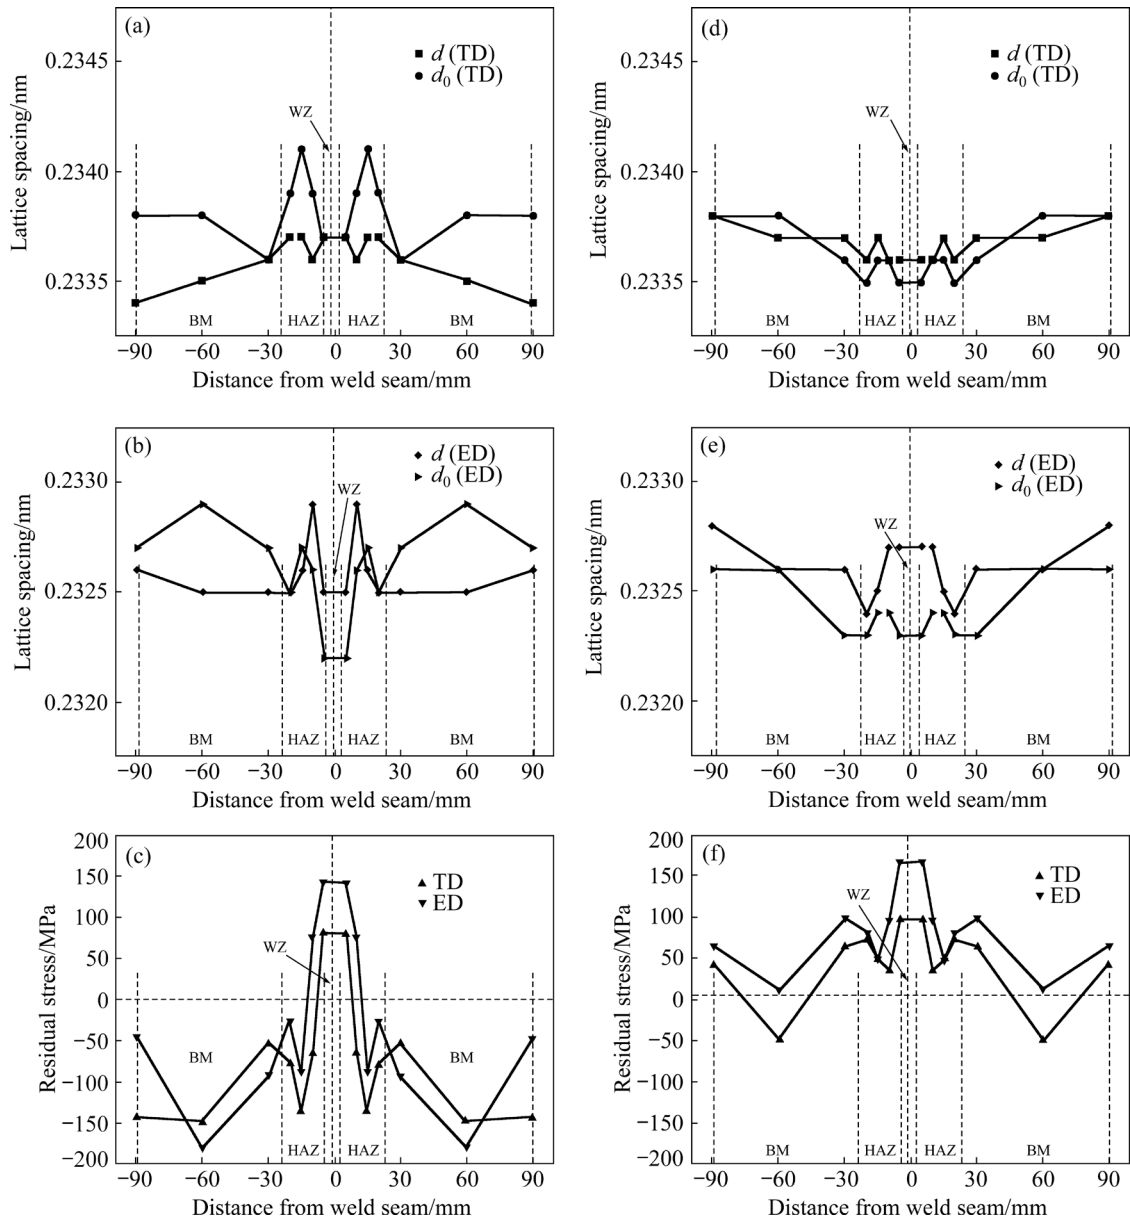 (a)
d (TD)
d0 (TD)
WZ
BM HAZ HAZ BM
0.2345
0.2340
0.2335
Lattice spacing/nm
−90 −60 −30 0 30 60 90
Distance from weld seam/mm
(d)
d (TD)
d0 (TD)
WZ
BM HAZ HAZ BM
0.2345
0.2340
0.2335
Lattice spacing/nm
−90 −60 −30 0 30 60 90
Distance from weld seam/mm
(b)
d (ED)
d0 (ED)
WZ
BM HAZ HAZ BM
0.2330
0.2325
0.2320
Lattice spacing/nm
−90 −60 −30 0 30 60 90
Distance from weld seam/mm
(e)
d (ED)
d0 (ED)
WZ
BM HAZ HAZ BM
0.2330
0.2325
0.2320
Lattice spacing/nm
−90 −60 −30 0 30 60 90
Distance from weld seam/mm
(c)
TD
ED
WZ
BM BM
HAZ HAZ
200
150
100
50
0
−50
−100
−150
−200
Residual stress/MPa
−90 −60 −30 0 30 60 90
Distance from weld seam/mm
(f)
TD
ED
WZ
BM HAZ HAZ BM
200
150
100
50
0
−50
−100
−150
−200
Residual stress/MPa
−90 −60 −30 0 30 60 90
Distance from weld seam/mm